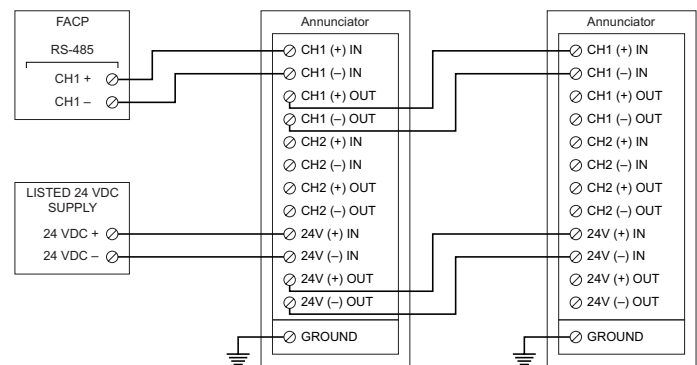 FACP
RS-485
CH1 +
CH1 –
LISTED 24 VDC
SUPPLY
24 VDC +
24 VDC –
Annunciator
CH1 (+) IN
CH1 (–) IN
CH1 (+) OUT
CH1 (–) OUT
CH2 (+) IN
CH2 (–) IN
CH2 (+) OUT
CH2 (–) OUT
24V (+) IN
24V (–) IN
24V (+) OUT
24V (–) OUT
GROUND
Annunciator
CH1 (+) IN
CH1 (–) IN
CH1 (+) OUT
CH1 (–) OUT
CH2 (+) IN
CH2 (–) IN
CH2 (+) OUT
CH2 (–) OUT
24V (+) IN
24V (–) IN
24V (+) OUT
24V (–) OUT
GROUND